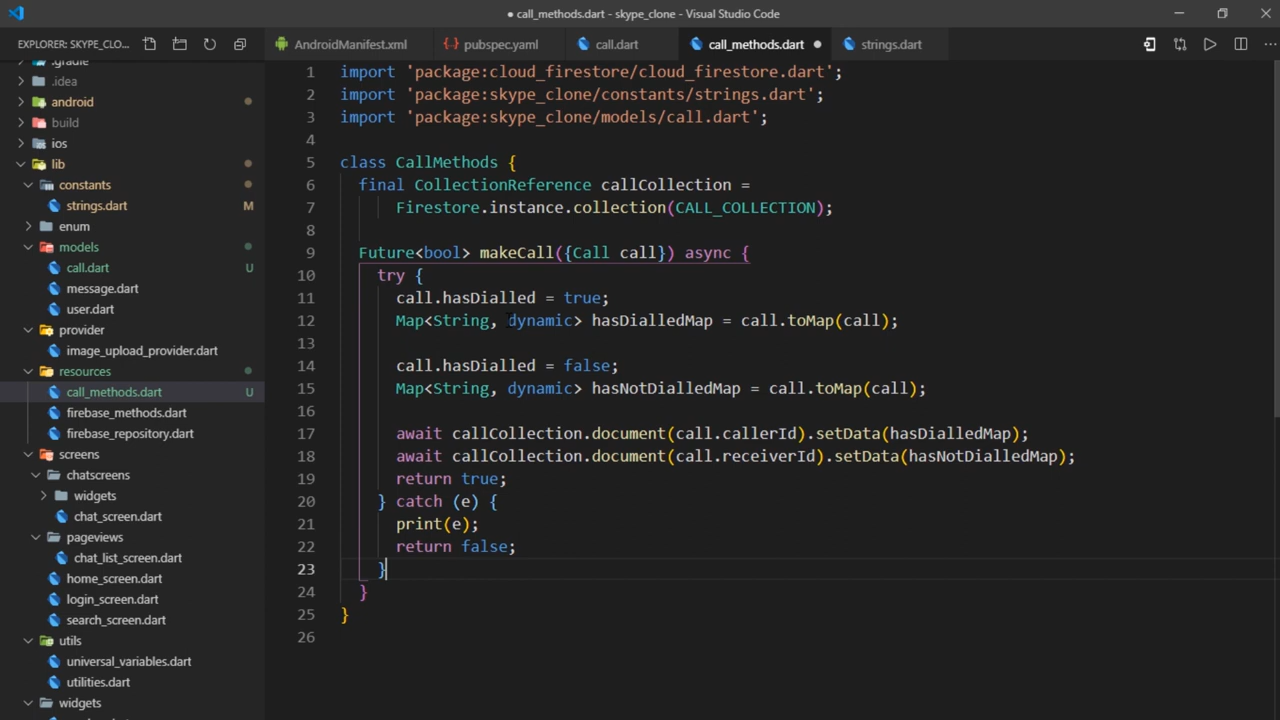 ● call_methods.dart - skype_clone - Visual Studio Code
EXPLORER: SKYPE_CLO...
AndroidManifest.xml
pubspec.yaml
call.dart
call_methods.dart ●
strings.dart
.gradle
.idea
android
build
ios
lib
constants
strings.dart M
enum
models
call.dart U
message.dart
user.dart
provider
image_upload_provider.dart
resources
call_methods.dart U
firebase_methods.dart
firebase_repository.dart
screens
chatscreens
widgets
chat_screen.dart
pageviews
chat_list_screen.dart
home_screen.dart
login_screen.dart
search_screen.dart
utils
universal_variables.dart
utilities.dart
widgets
1 import 'package:cloud_firestore/cloud_firestore.dart';
2 import 'package:skype_clone/constants/strings.dart';
3 import 'package:skype_clone/models/call.dart';
4
5 class CallMethods {
6 final CollectionReference callCollection =
7 Firestore.instance.collection(CALL_COLLECTION);
8
9 Future<bool> makeCall({Call call}) async {
10 try {
11 call.hasDialled = true;
12 Map<String, dynamic> hasDialledMap = call.toMap(call);
13
14 call.hasDialled = false;
15 Map<String, dynamic> hasNotDialledMap = call.toMap(call);
16
17 await callCollection.document(call.callerId).setData(hasDialledMap);
18 await callCollection.document(call.receiverId).setData(hasNotDialledMap);
19 return true;
20 } catch (e) {
21 print(e);
22 return false;
23 }
24 }
25 }
26